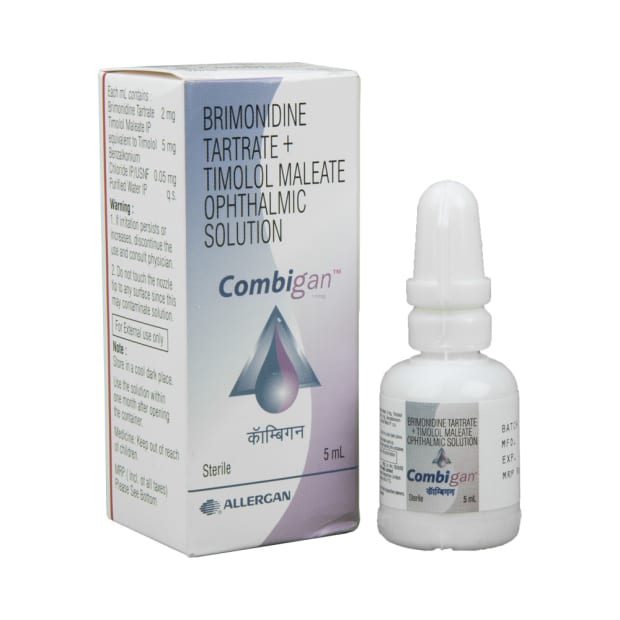 Each mL contains :
Brimonidine Tartrate 2 mg
Timolol Maleate IP
equivalent to Timolol 5 mg
Benzalkonium
Chloride IP/USNF 0.05 mg
Purified Water IP q.s.
Warning :
1. If irritation persists or
increases, discontinue the
use and consult physician.
2. Do not touch the nozzle
tip to any surface since this
may contaminate solution.
For External use only
Note :
Store in a cool dark place.
Use the solution within
one month after opening
the container.
Medicine: Keep out of reach
of children.
MRP ( incl. of all taxes)
Please See Bottom
BRIMONIDINE
TARTRATE +
TIMOLOL MALEATE
OPHTHALMIC
SOLUTION
Combigan™
कॉम्बिगन
Sterile 5 mL
ALLERGAN
BRIMONIDINE TARTRATE
+ TIMOLOL MALEATE
OPHTHALMIC SOLUTION
Combigan
कॉम्बिगन
Sterile 5 mL
BATCH
MFD.
EXP.
MRP